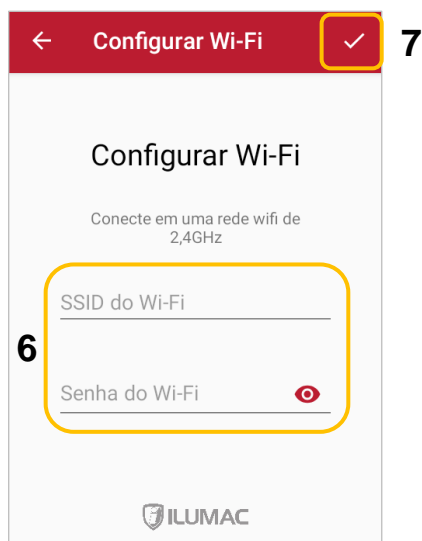 Configurar Wi-Fi
7
Configurar Wi-Fi
Conecte em uma rede wifi de
2,4GHz
SSID do Wi-Fi
6
Senha do Wi-Fi
ILUMAC